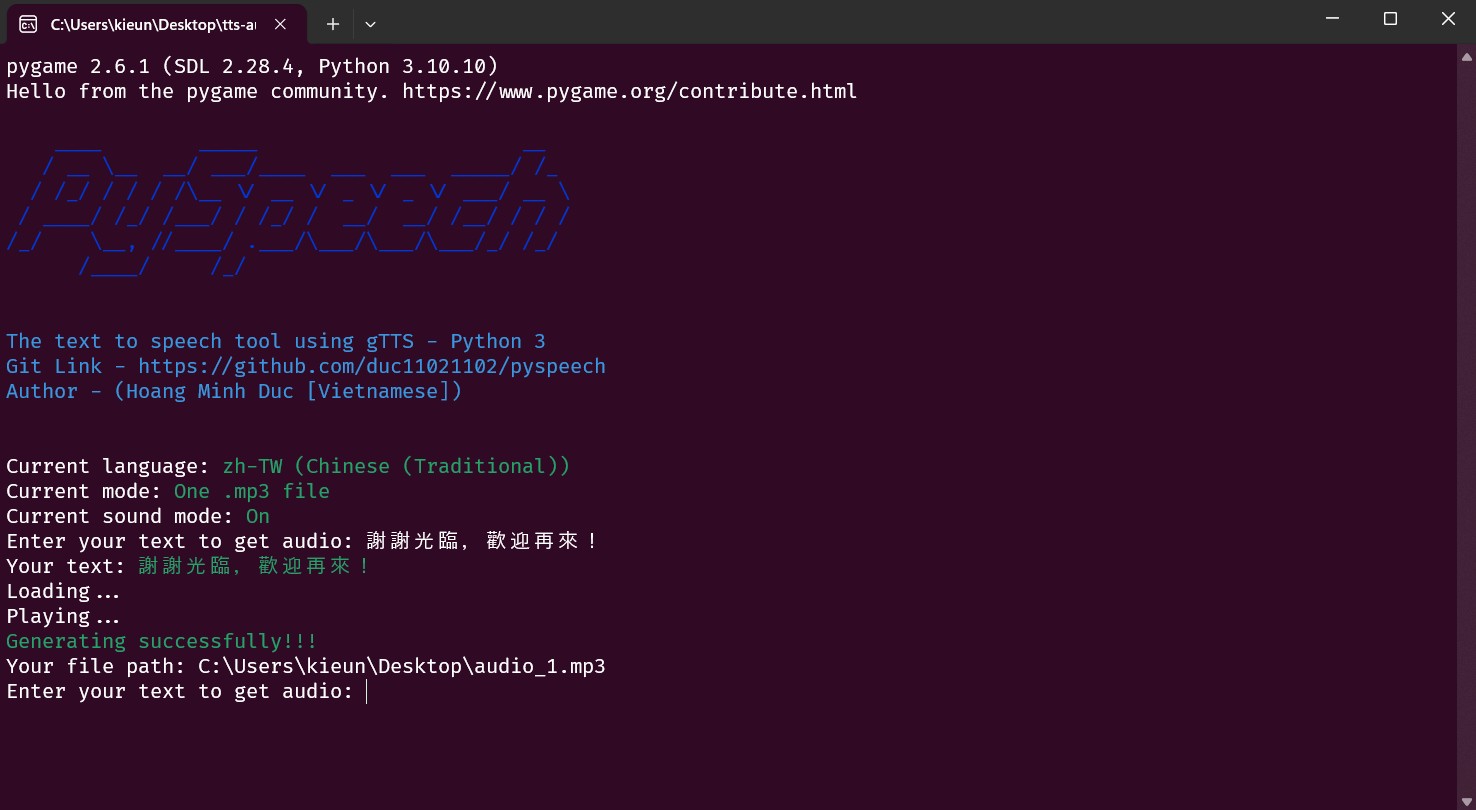 C:\Users\kieun\Desktop\tts-a
pygame 2.6.1 (SDL 2.28.4, Python 3.10.10)
Hello from the pygame community. https://www.pygame.org/contribute.html
PySpeech
The text to speech tool using gTTS - Python 3
Git Link - https://github.com/duc11021102/pyspeech
Author - (Hoang Minh Duc [Vietnamese])
Current language: zh-TW (Chinese (Traditional))
Current mode: One .mp3 file
Current sound mode: On
Enter your text to get audio: 謝謝光臨, 歡迎再來!
Your text: 謝謝光臨, 歡迎再來!
Loading...
Playing...
Generating successfully!!!
Your file path: C:\Users\kieun\Desktop\audio_1.mp3
Enter your text to get audio: